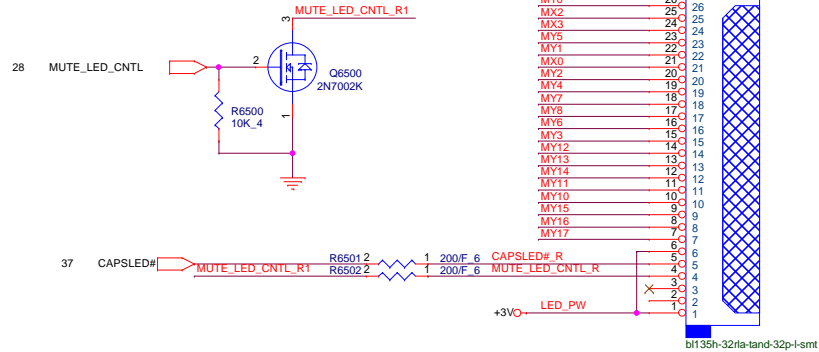 3 MUTE_LED_CNTL_R1
28 MUTE_LED_CNTL
2
Q6500
2N7002K
R6500
10K_4
1
37 CAPSLED#
R6501 2 1 200/F_6 CAPSLED#_R
MUTE_LED_CNTL_R1 R6502 2 1 200/F_6 MUTE_LED_CNTL_R
+3V LED_PW
26
MX2 25 25
MX3 24 24
MY5 23 23
MY1 22 22
MX0 21 21
MY2 20 20
MY4 19 19
MY7 18 18
MY8 17 17
MY6 16 16
MY3 15 15
MY12 14 14
MY13 13 13
MY14 12 12
MY11 11 11
MY10 10 10
MY15 9 9
MY16 8 8
MY17 7 7
6 6
5 5
4 4
3 3
2 2
1 1
bl135h-32rla-tand-32p-l-smt